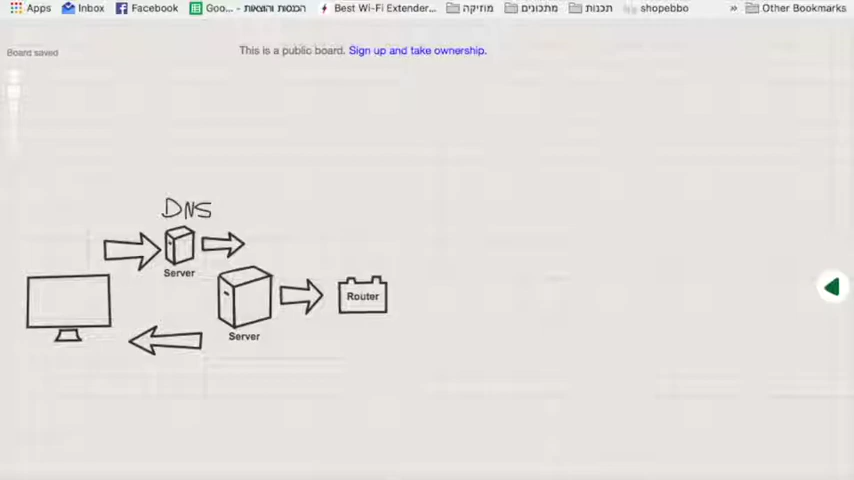 Apps Inbox Facebook Goo... הכנסות והוצאות Best Wi-Fi Extender... מוזיקה מתכונים תכנות shopebbo » Other Bookmarks
Board saved
This is a public board. Sign up and take ownership.
DNS
Server
Router
Server